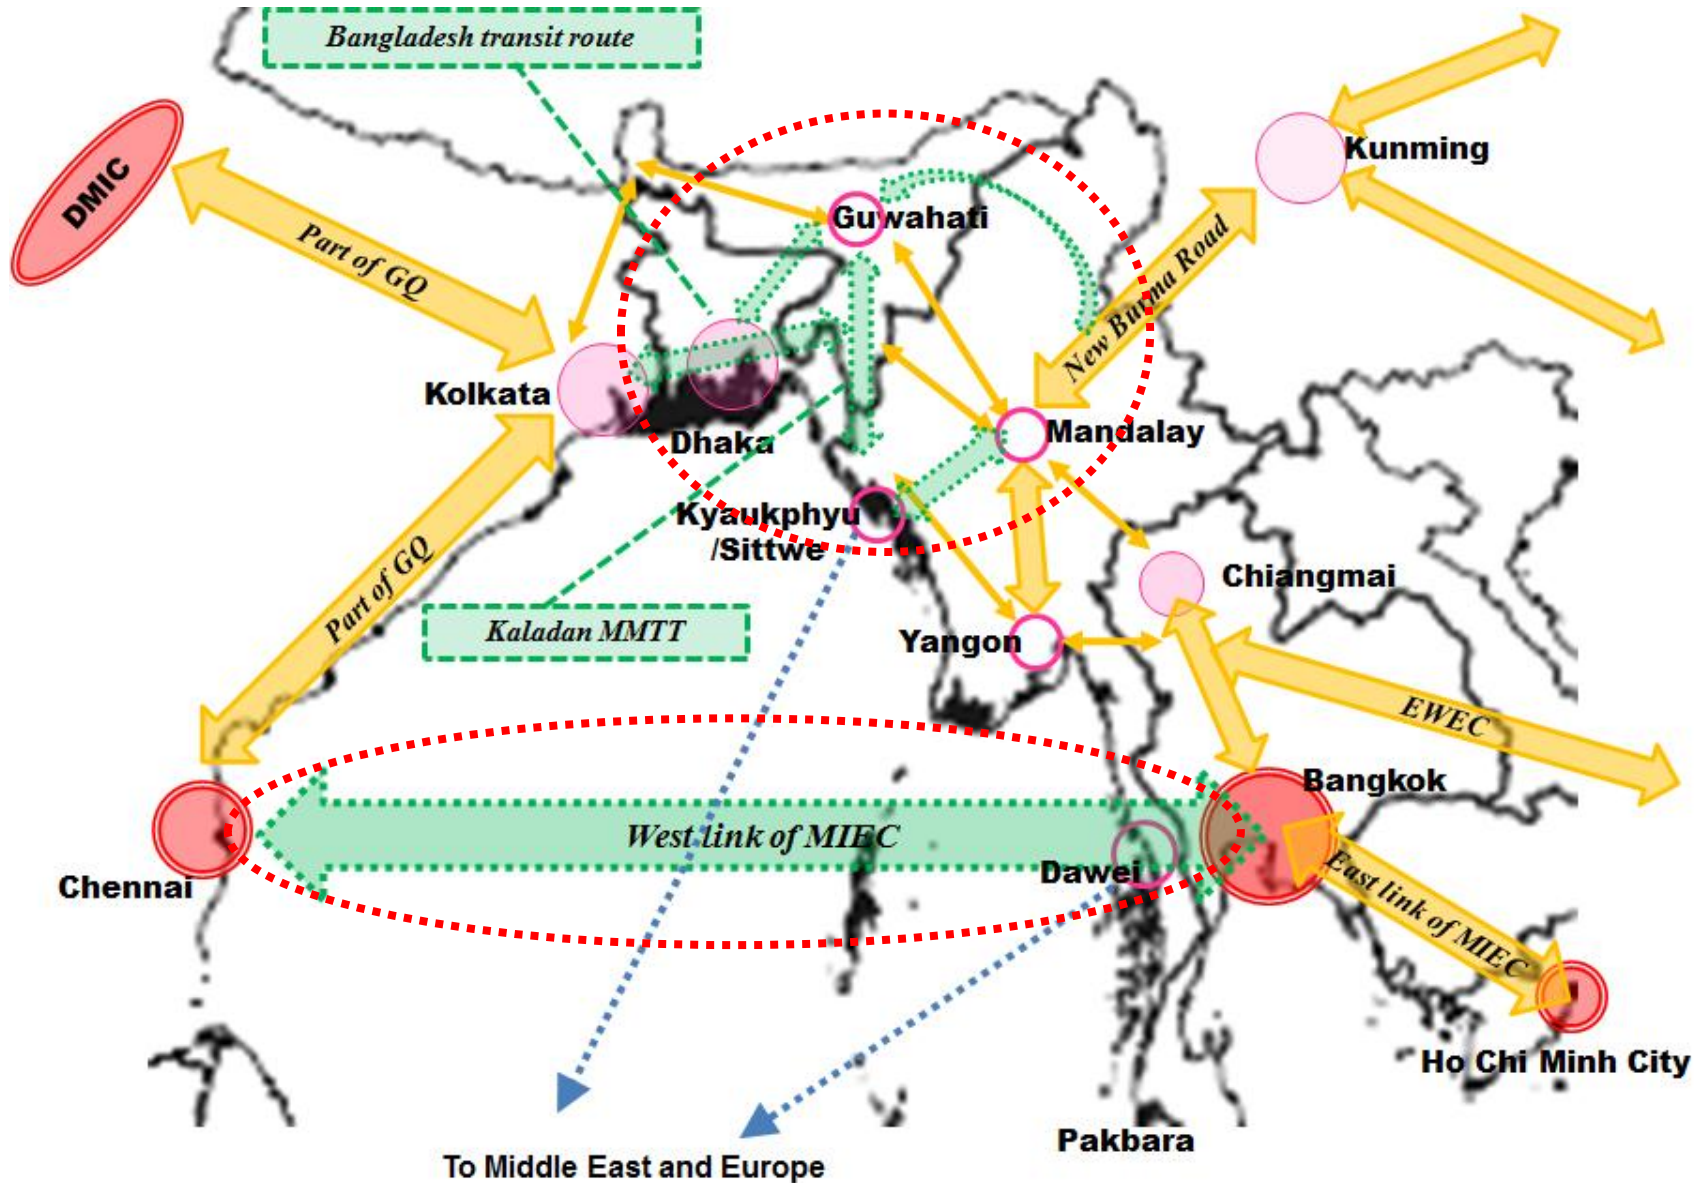 Bangladesh transit route
DMIC
Kunming
Part of GQ
Guwahati
New Burma Road
Kolkata
Dhaka
Mandalay
Kyaukphyu
/Sittwe
Part of GQ
Chiangmai
Kaladan MMTT
Yangon
EWEC
Bangkok
West link of MIEC
Dawei
Chennai
East link of MIEC
Ho Chi Minh City
Pakbara
To Middle East and Europe